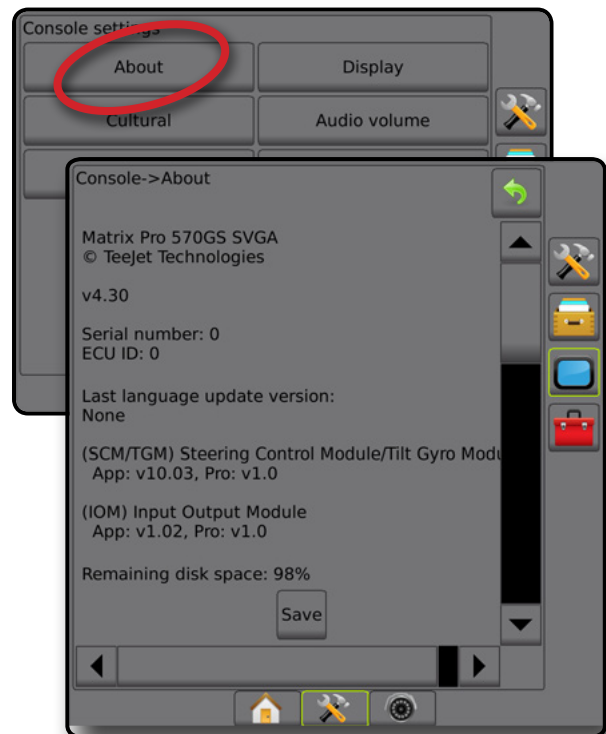 Console settings
About
Display
Cultural
Audio volume
Console->About
Matrix Pro 570GS SVGA
© TeeJet Technologies
v4.30
Serial number: 0
ECU ID: 0
Last language update version:
None
(SCM/TGM) Steering Control Module/Tilt Gyro Modu
App: v10.03, Pro: v1.0
(IOM) Input Output Module
App: v1.02, Pro: v1.0
Remaining disk space: 98%
Save